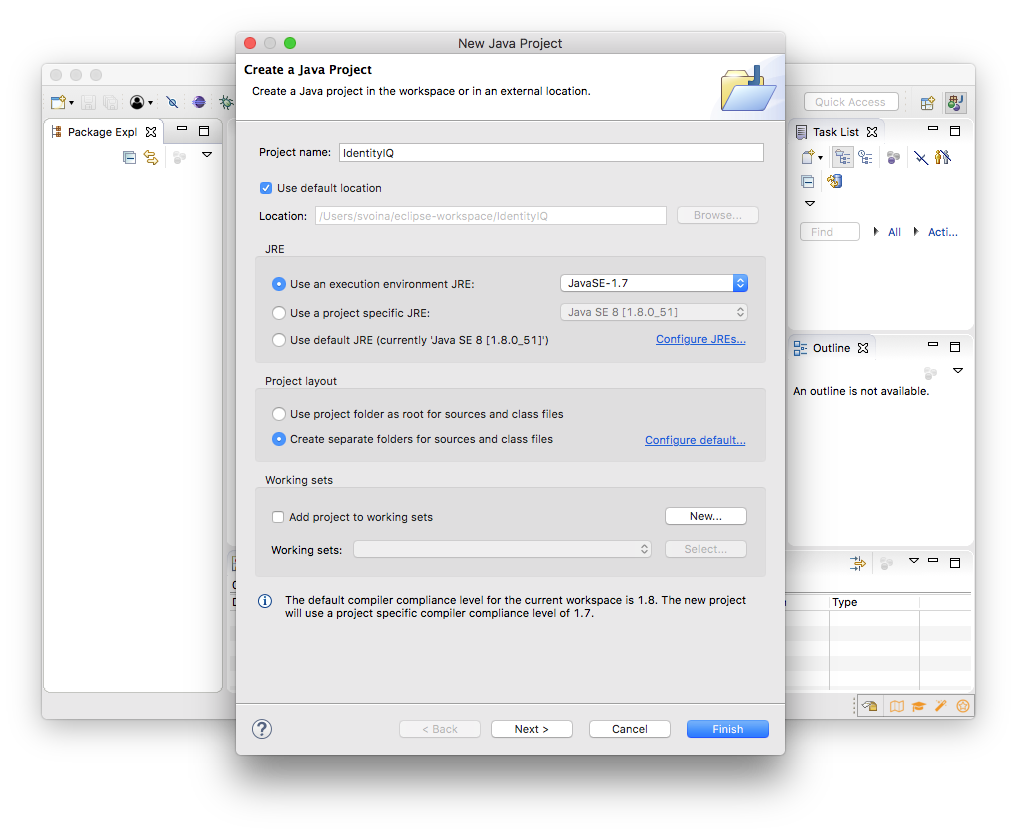 New Java Project
Create a Java Project
Create a Java project in the workspace or in an external location.
Quick Access
Package Expl
Task List
Find
All
Acti...
Outline
An outline is not available.
Type
Project name: IdentityIQ
Use default location
Location: /Users/svoina/eclipse-workspace/IdentityIQ Browse...
JRE
Use an execution environment JRE: JavaSE-1.7
Use a project specific JRE: Java SE 8 [1.8.0_51]
Use default JRE (currently 'Java SE 8 [1.8.0_51]') Configure JREs...
Project layout
Use project folder as root for sources and class files
Create separate folders for sources and class files Configure default...
Working sets
Add project to working sets New...
Working sets: Select...
The default compiler compliance level for the current workspace is 1.8. The new project
will use a project specific compiler compliance level of 1.7.
? < Back Next > Cancel Finish